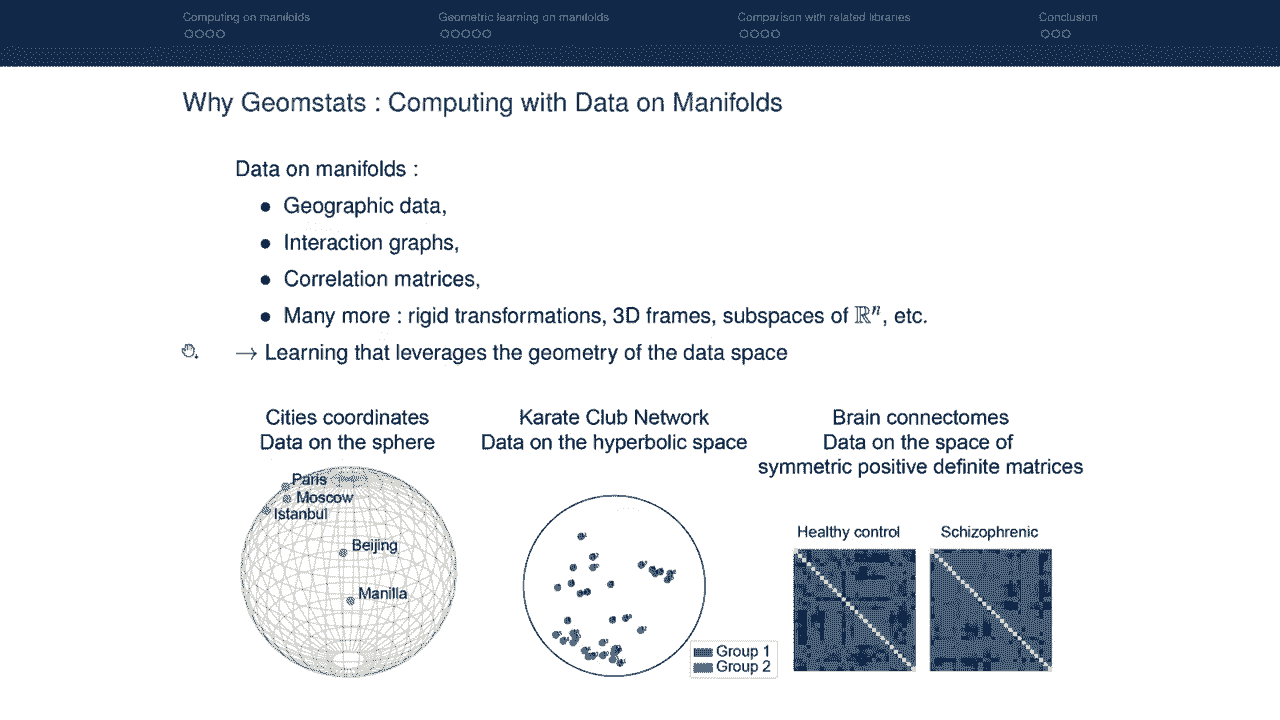 Computing on manifolds
Geometric learning on manifolds
Comparison with related libraries
Conclusion
Why Geomstats : Computing with Data on Manifolds
Data on manifolds :
● Geographic data,
● Interaction graphs,
● Correlation matrices,
● Many more : rigid transformations, 3D frames, subspaces of ℝⁿ, etc.
→ Learning that leverages the geometry of the data space
Cities coordinates
Data on the sphere
Paris
Moscow
Istanbul
Beijing
Manilla
Karate Club Network
Data on the hyperbolic space
Group 1
Group 2
Brain connectomes
Data on the space of
symmetric positive definite matrices
Healthy control
Schizophrenic